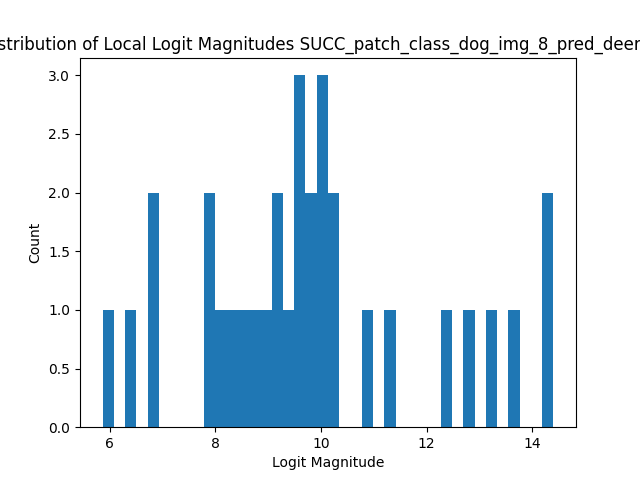 stribution of Local Logit Magnitudes SUCC_patch_class_dog_img_8_pred_deer
3.0
2.5
2.0
1.5
1.0
0.5
0.0
Count
6 8 10 12 14
Logit Magnitude